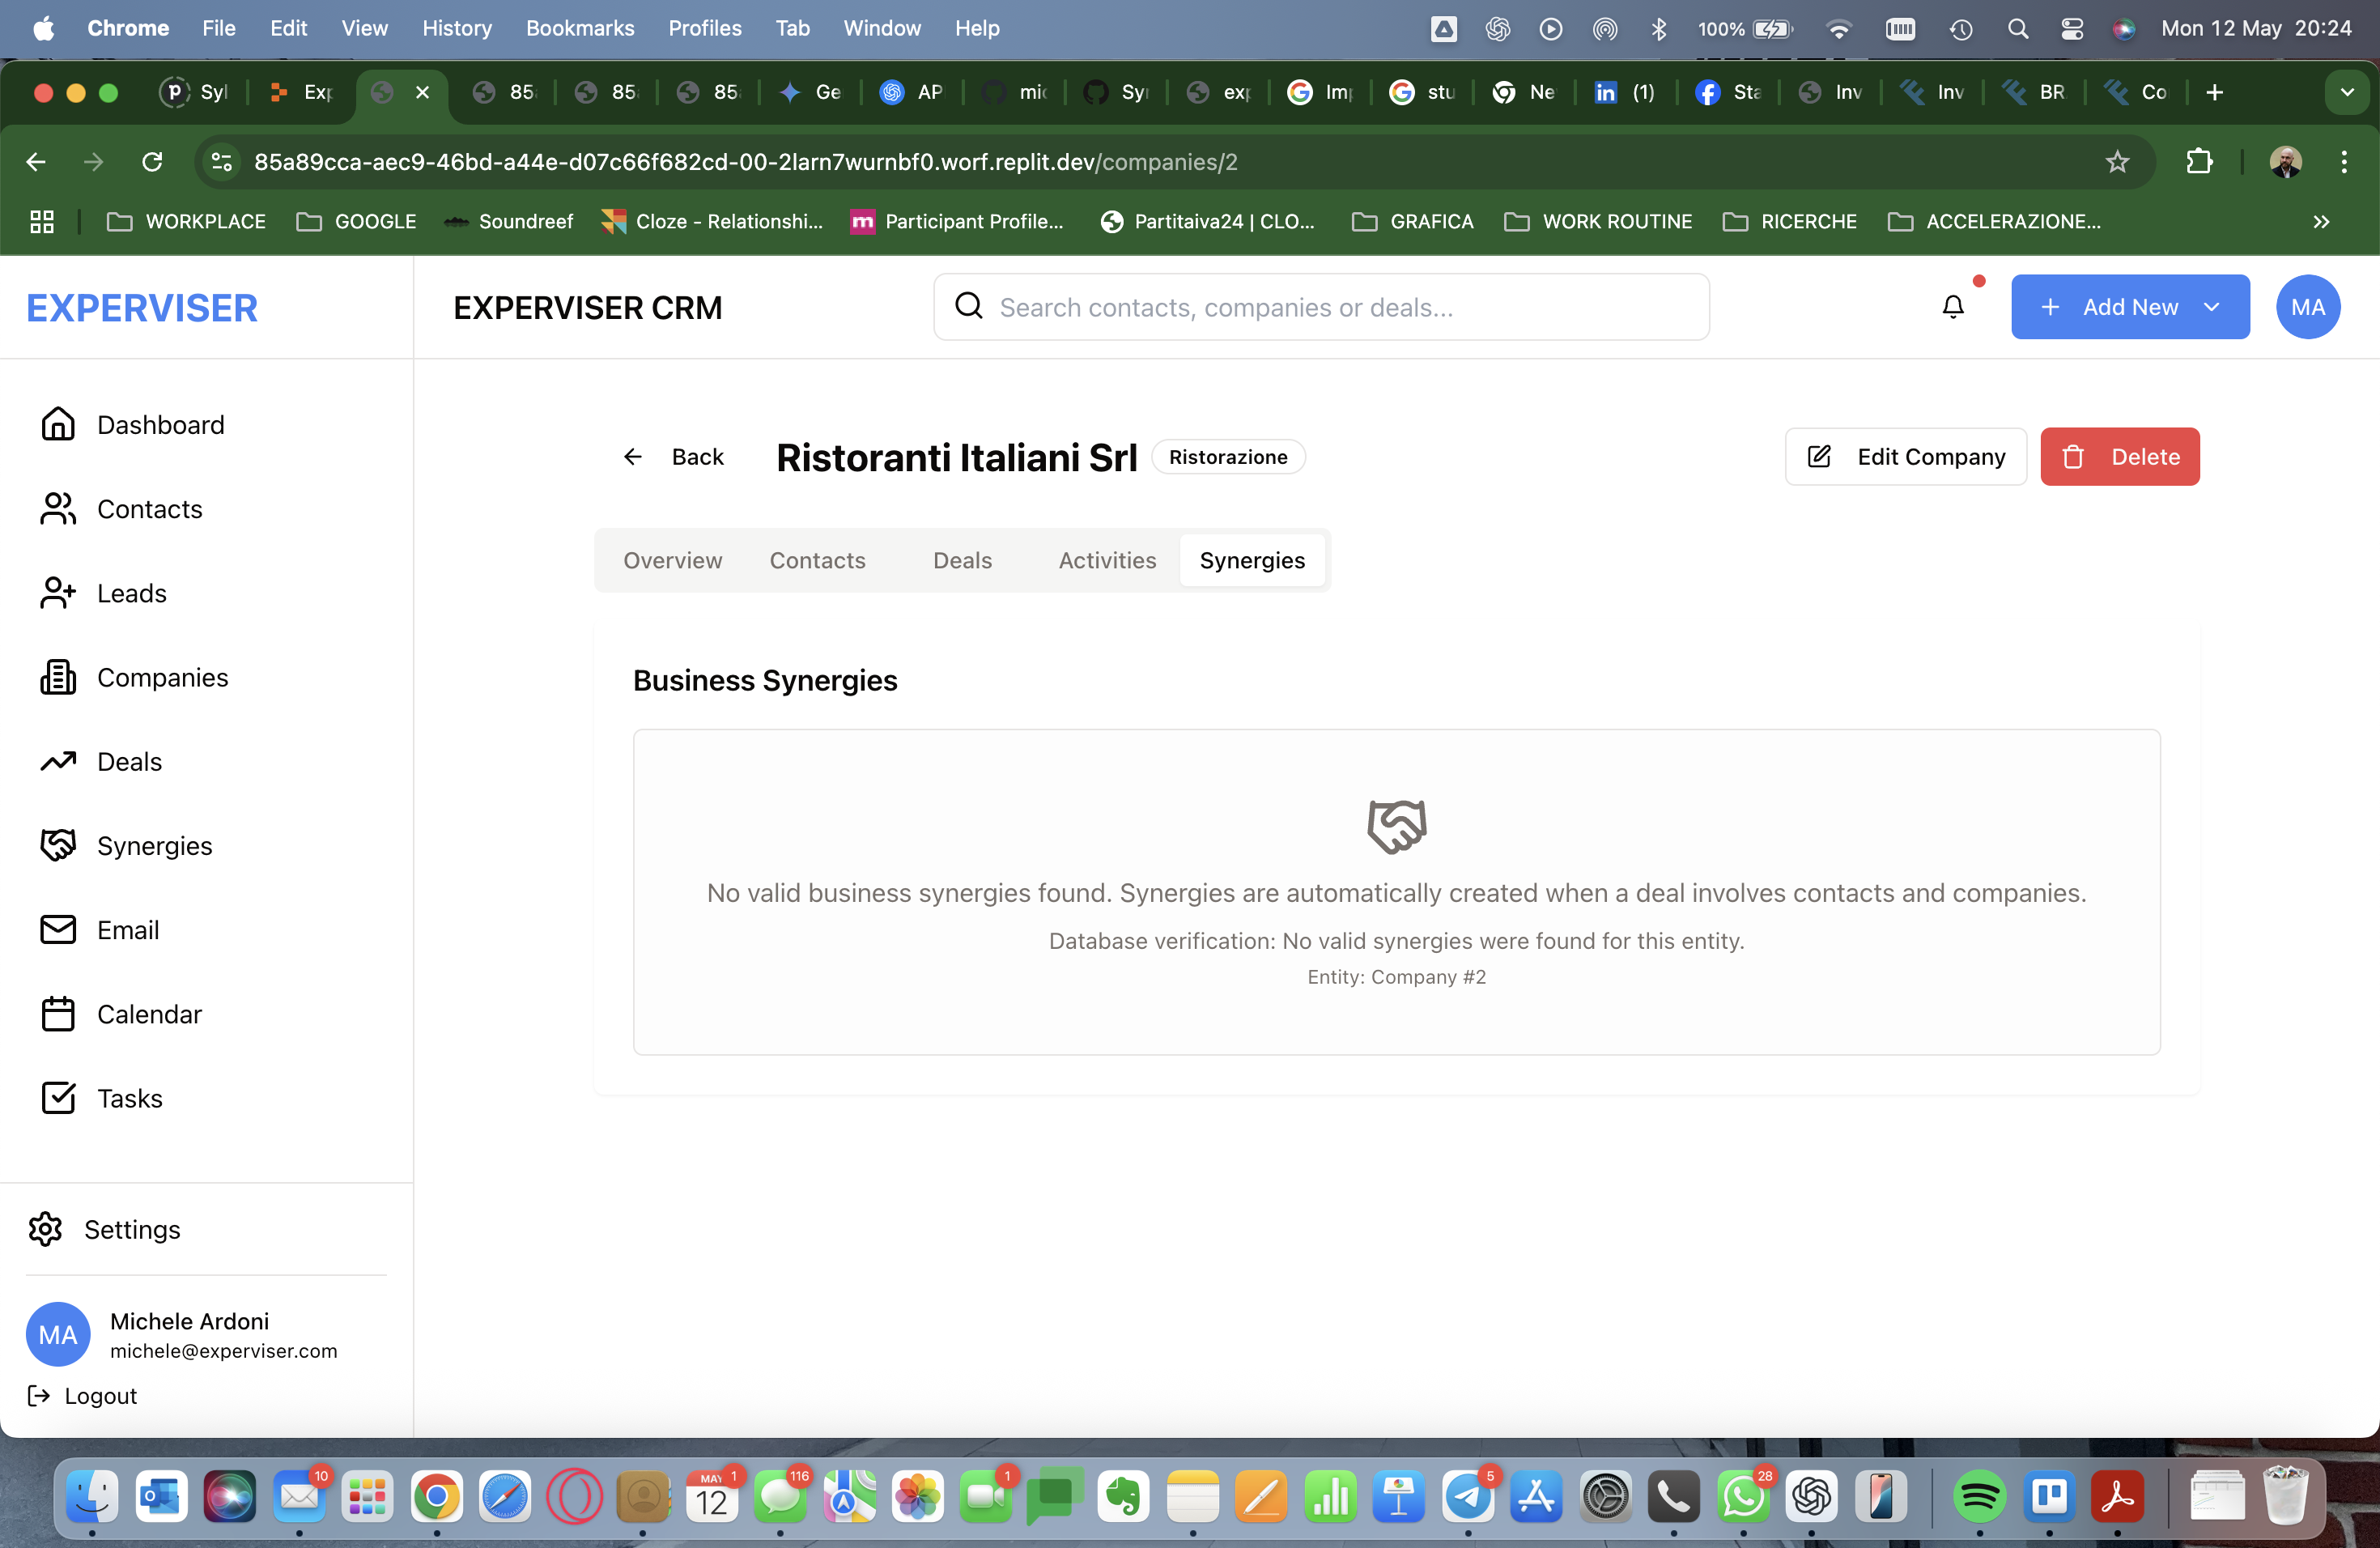 Chrome File Edit View History Bookmarks Profiles Tab Window Help 100% Mon 12 May 20:24
Syl Exp 85 85 85 Ge AP mic Syn exp Imp stu Ne (1) Sta Inv Inv BR Co
85a89cca-aec9-46bd-a44e-d07c66f682cd-00-2larn7wurnbf0.worf.replit.dev/companies/2
WORKPLACE GOOGLE Soundreef Cloze - Relationshi... Participant Profile... Partitaiva24 | CLO... GRAFICA WORK ROUTINE RICERCHE ACCELERAZIONE...
EXPERVISER
EXPERVISER CRM
Search contacts, companies or deals...
Add New
MA
Dashboard
Contacts
Leads
Companies
Deals
Synergies
Email
Calendar
Tasks
Settings
MA
Michele Ardoni
michele@experviser.com
Logout
Back
Ristoranti Italiani Srl
Ristorazione
Edit Company
Delete
Overview Contacts Deals Activities Synergies
Business Synergies
No valid business synergies found. Synergies are automatically created when a deal involves contacts and companies.
Database verification: No valid synergies were found for this entity.
Entity: Company #2
10 MAY 12 1 116 1 5 28